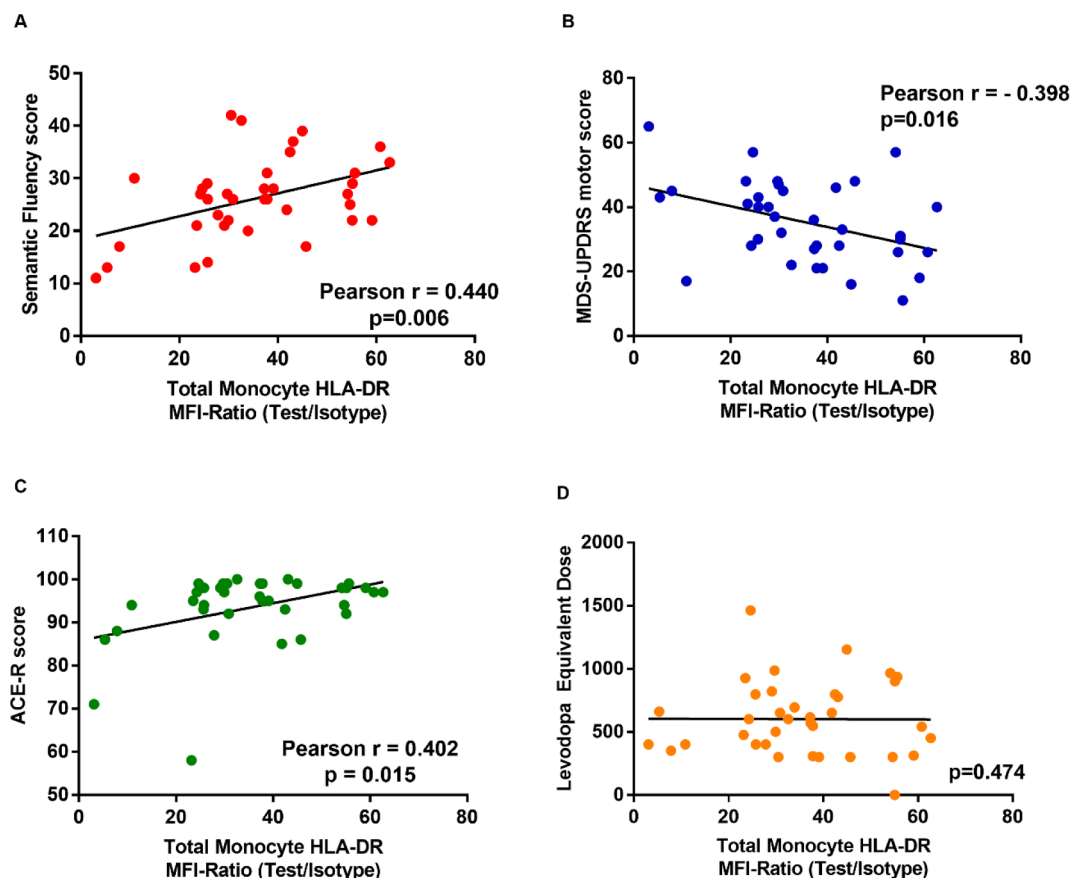 A
Semantic Fluency score
50
40
30
20
10
0
Pearson r = 0.440
p=0.006
0 20 40 60 80
Total Monocyte HLA-DR
MFI-Ratio (Test/Isotype)
B
MDS-UPDRS motor score
80
60
40
20
0
Pearson r = - 0.398
p=0.016
0 20 40 60 80
Total Monocyte HLA-DR
MFI-Ratio (Test/Isotype)
C
ACE-R score
110
100
90
80
70
60
50
Pearson r = 0.402
p = 0.015
0 20 40 60 80
Total Monocyte HLA-DR
MFI-Ratio (Test/Isotype)
D
Levodopa Equivalent Dose
2000
1500
1000
500
0
p=0.474
0 20 40 60 80
Total Monocyte HLA-DR
MFI-Ratio (Test/Isotype)